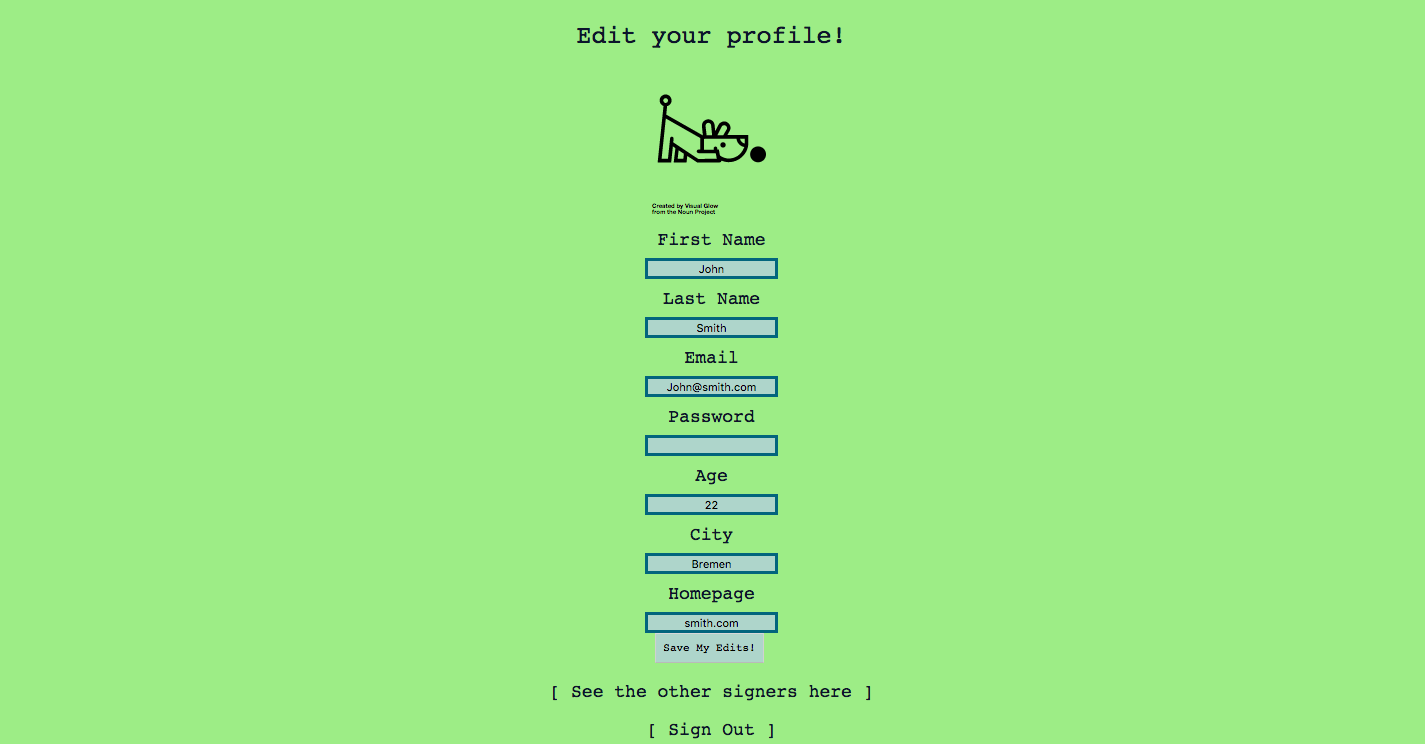 Edit your profile!
Created by Visual Glow
from the Noun Project
First Name
John
Last Name
Smith
Email
John@smith.com
Password
Age
22
City
Bremen
Homepage
smith.com
Save My Edits!
[ See the other signers here ]
[ Sign Out ]